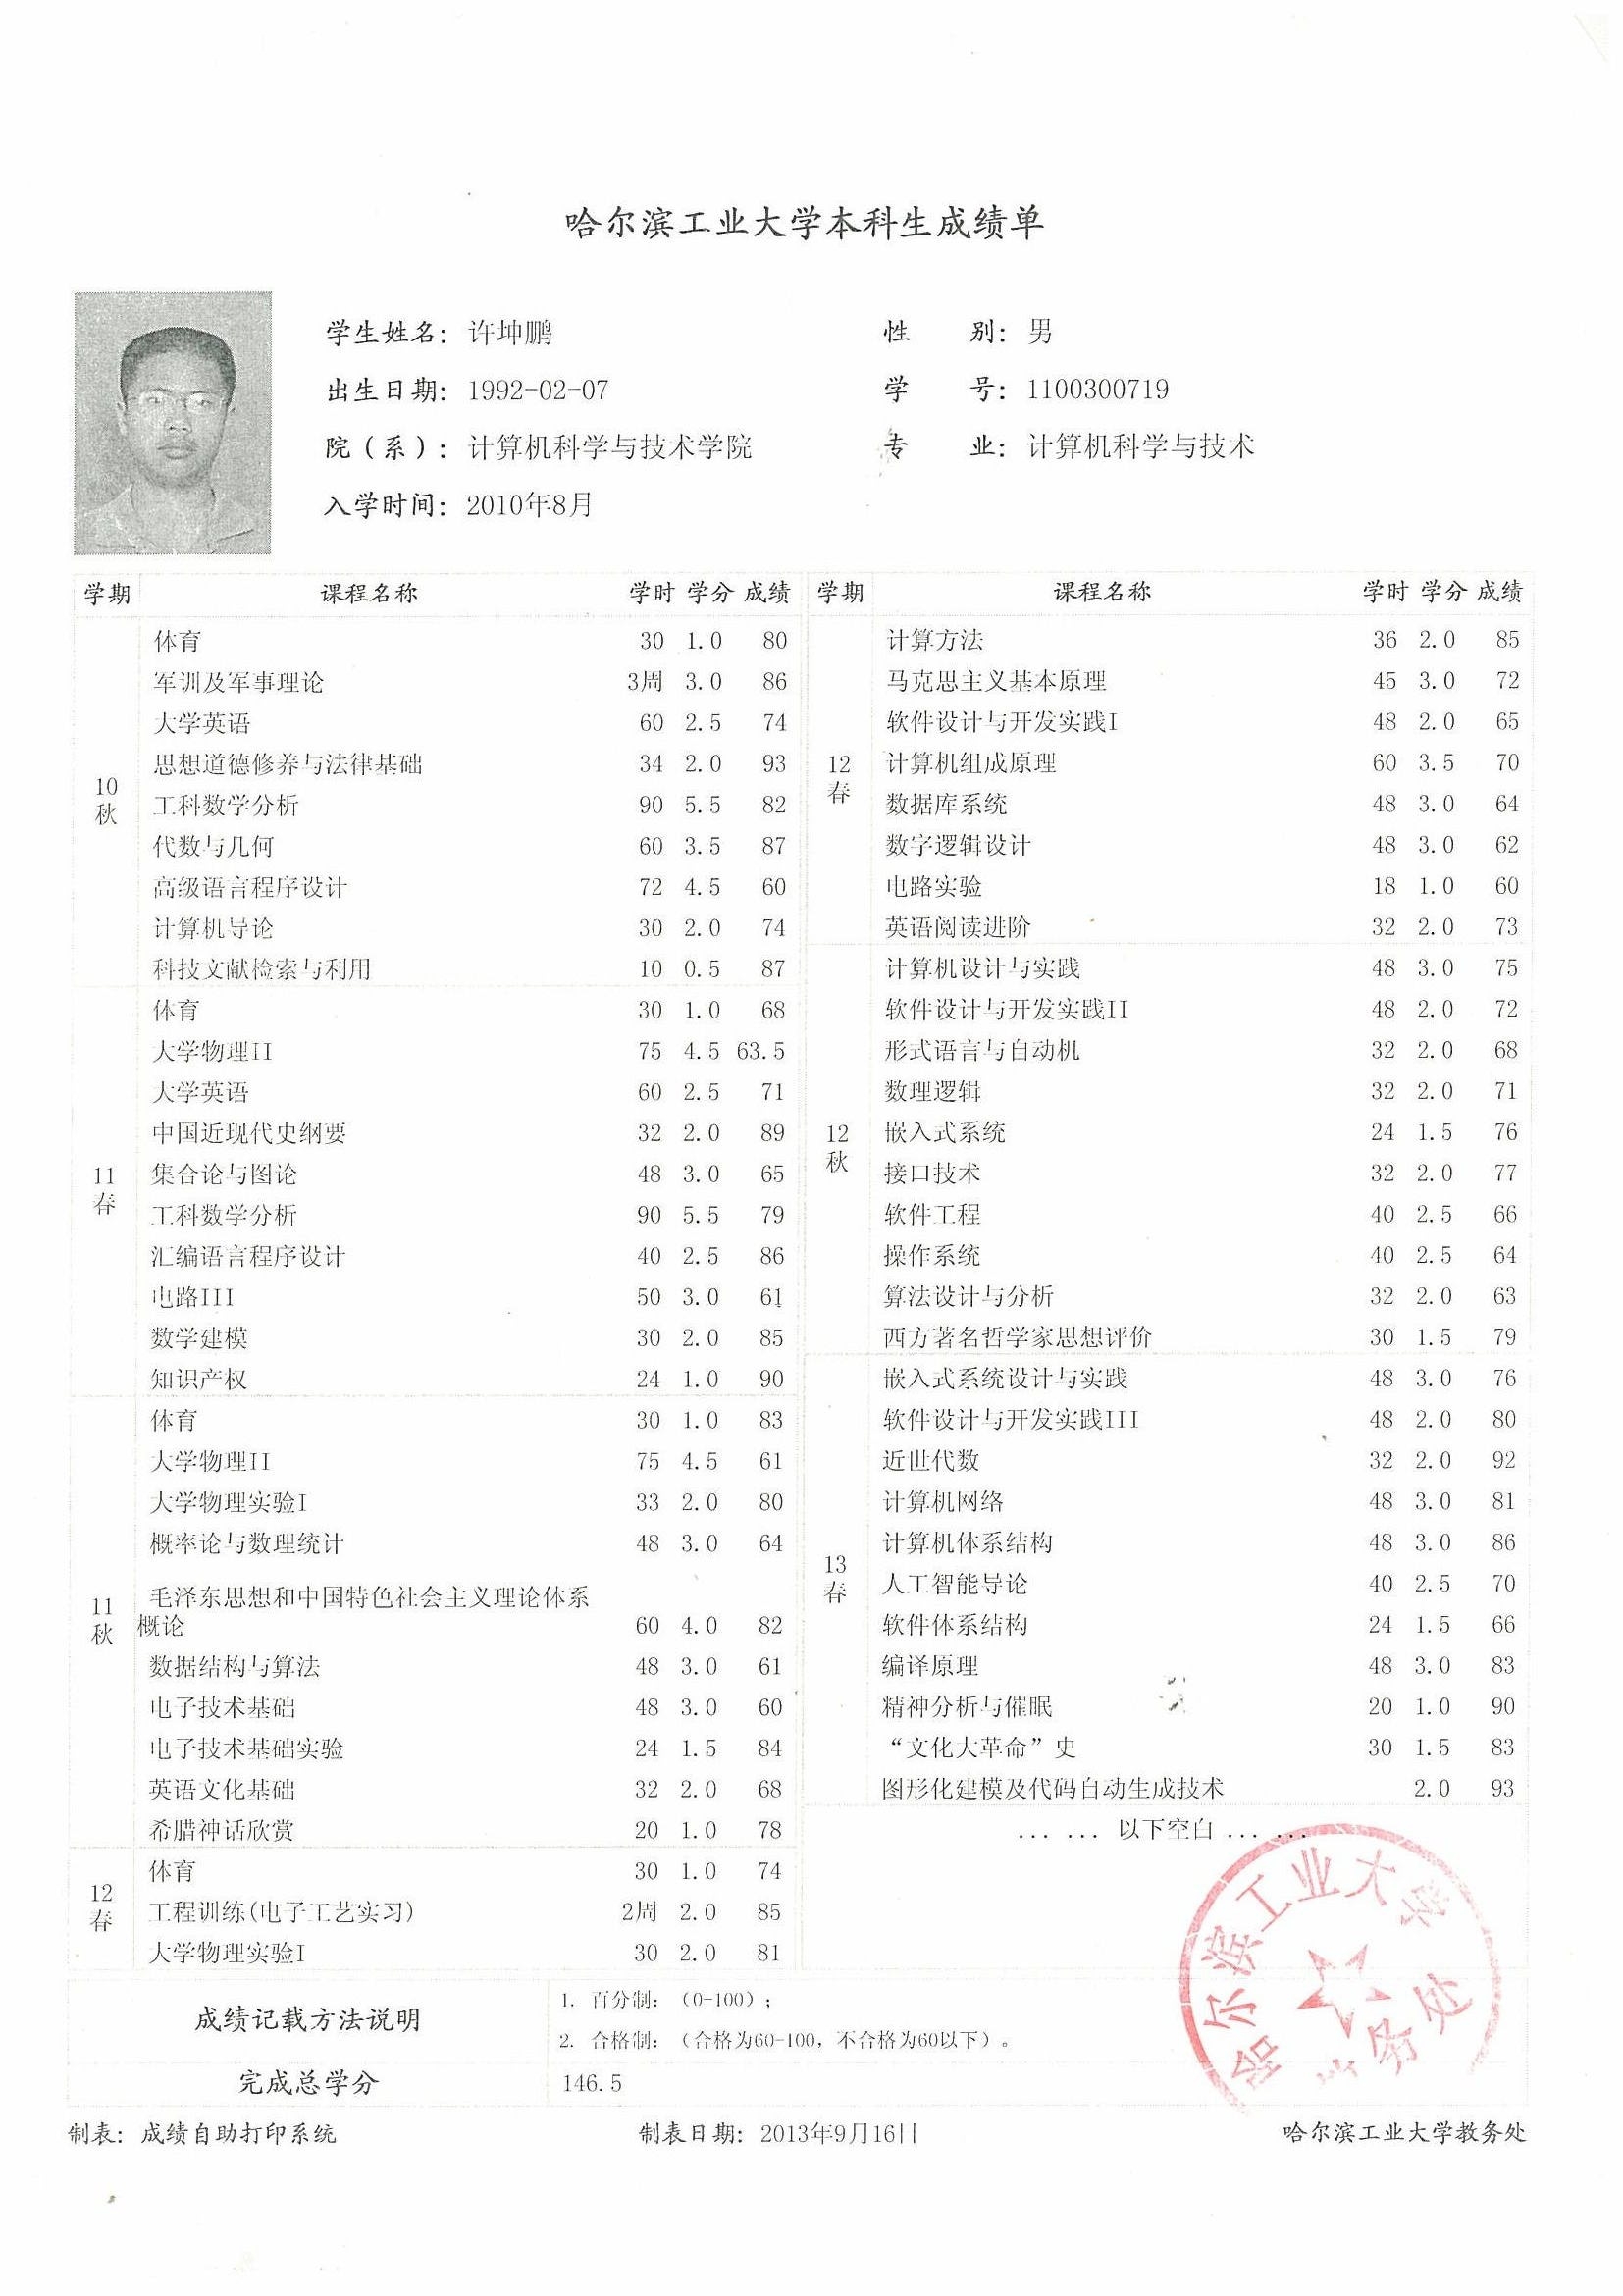 哈尔滨工业大学本科生成绩单
学生姓名：许坤鹏 性 别：男
出生日期：1992-02-07 学 号：1100300719
院（系）：计算机科学与技术学院 专 业：计算机科学与技术
入学时间：2010年8月
学期 课程名称 学时 学分 成绩
10
秋
体育 30 1.0 80
军训及军事理论 3周 3.0 86
大学英语 60 2.5 74
思想道德修养与法律基础 34 2.0 93
工科数学分析 90 5.5 82
代数与几何 60 3.5 87
高级语言程序设计 72 4.5 60
计算机导论 30 2.0 74
科技文献检索与利用 10 0.5 87
11
春
体育 30 1.0 68
大学物理II 75 4.5 63.5
大学英语 60 2.5 71
中国近现代史纲要 32 2.0 89
集合论与图论 48 3.0 65
工科数学分析 90 5.5 79
汇编语言程序设计 40 2.5 86
电路III 50 3.0 61
数学建模 30 2.0 85
知识产权 24 1.0 90
11
秋
体育 30 1.0 83
大学物理II 75 4.5 61
大学物理实验I 33 2.0 80
概率论与数理统计 48 3.0 64
毛泽东思想和中国特色社会主义理论体系
概论 60 4.0 82
数据结构与算法 48 3.0 61
电子技术基础 48 3.0 60
电子技术基础实验 24 1.5 84
英语文化基础 32 2.0 68
希腊神话欣赏 20 1.0 78
12
春
体育 30 1.0 74
工程训练(电子工艺实习) 2周 2.0 85
大学物理实验I 30 2.0 81
学期 课程名称 学时 学分 成绩
12
春
计算方法 36 2.0 85
马克思主义基本原理 45 3.0 72
软件设计与开发实践I 48 2.0 65
计算机组成原理 60 3.5 70
数据库系统 48 3.0 64
数字逻辑设计 48 3.0 62
电路实验 18 1.0 60
英语阅读进阶 32 2.0 73
12
秋
计算机设计与实践 48 3.0 75
软件设计与开发实践II 48 2.0 72
形式语言与自动机 32 2.0 68
数理逻辑 32 2.0 71
嵌入式系统 24 1.5 76
接口技术 32 2.0 77
软件工程 40 2.5 66
操作系统 40 2.5 64
算法设计与分析 32 2.0 63
西方著名哲学家思想评价 30 1.5 79
13
春
嵌入式系统设计与实践 48 3.0 76
软件设计与开发实践III 48 2.0 80
近世代数 32 2.0 92
计算机网络 48 3.0 81
计算机体系结构 48 3.0 86
人工智能导论 40 2.5 70
软件体系结构 24 1.5 66
编译原理 48 3.0 83
精神分析与催眠 20 1.0 90
“文化大革命”史 30 1.5 83
图形化建模及代码自动生成技术 2.0 93
... ... 以下空白 ... ...
哈尔滨工业大学
务处
成绩记载方法说明
1. 百分制：（0-100）；
2. 合格制：（合格为60-100，不合格为60以下）。
完成总学分 146.5
制表：成绩自助打印系统 制表日期：2013年9月16日 哈尔滨工业大学教务处